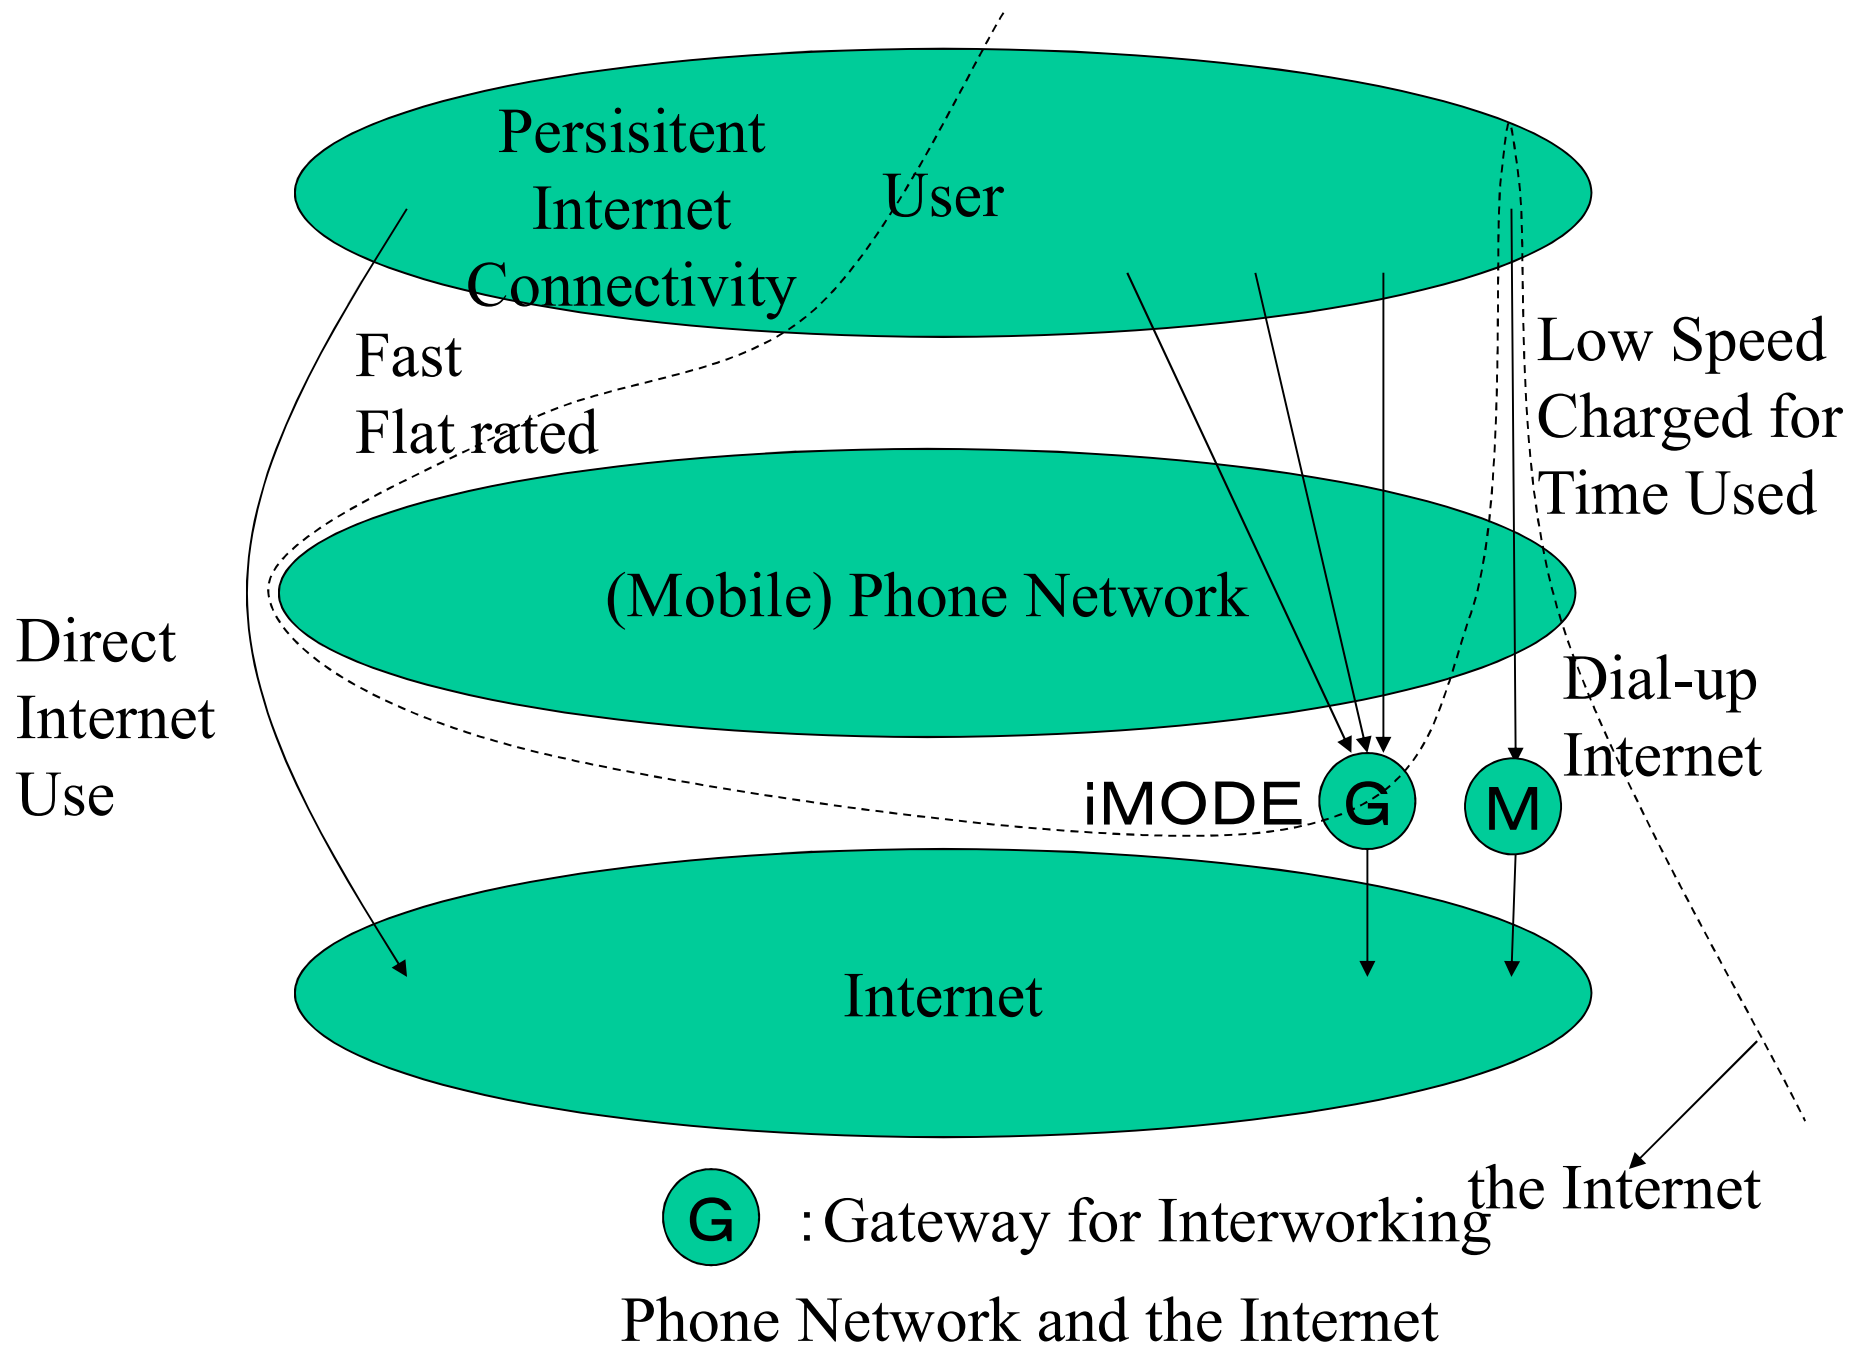 Persisitent
Internet
Connectivity
User
Fast
Flat rated
Low Speed
Charged for
Time Used
(Mobile) Phone Network
Direct
Internet
Use
Dial-up
Internet
iMODE
G
M
Internet
the Internet
G :Gateway for Interworking
Phone Network and the Internet